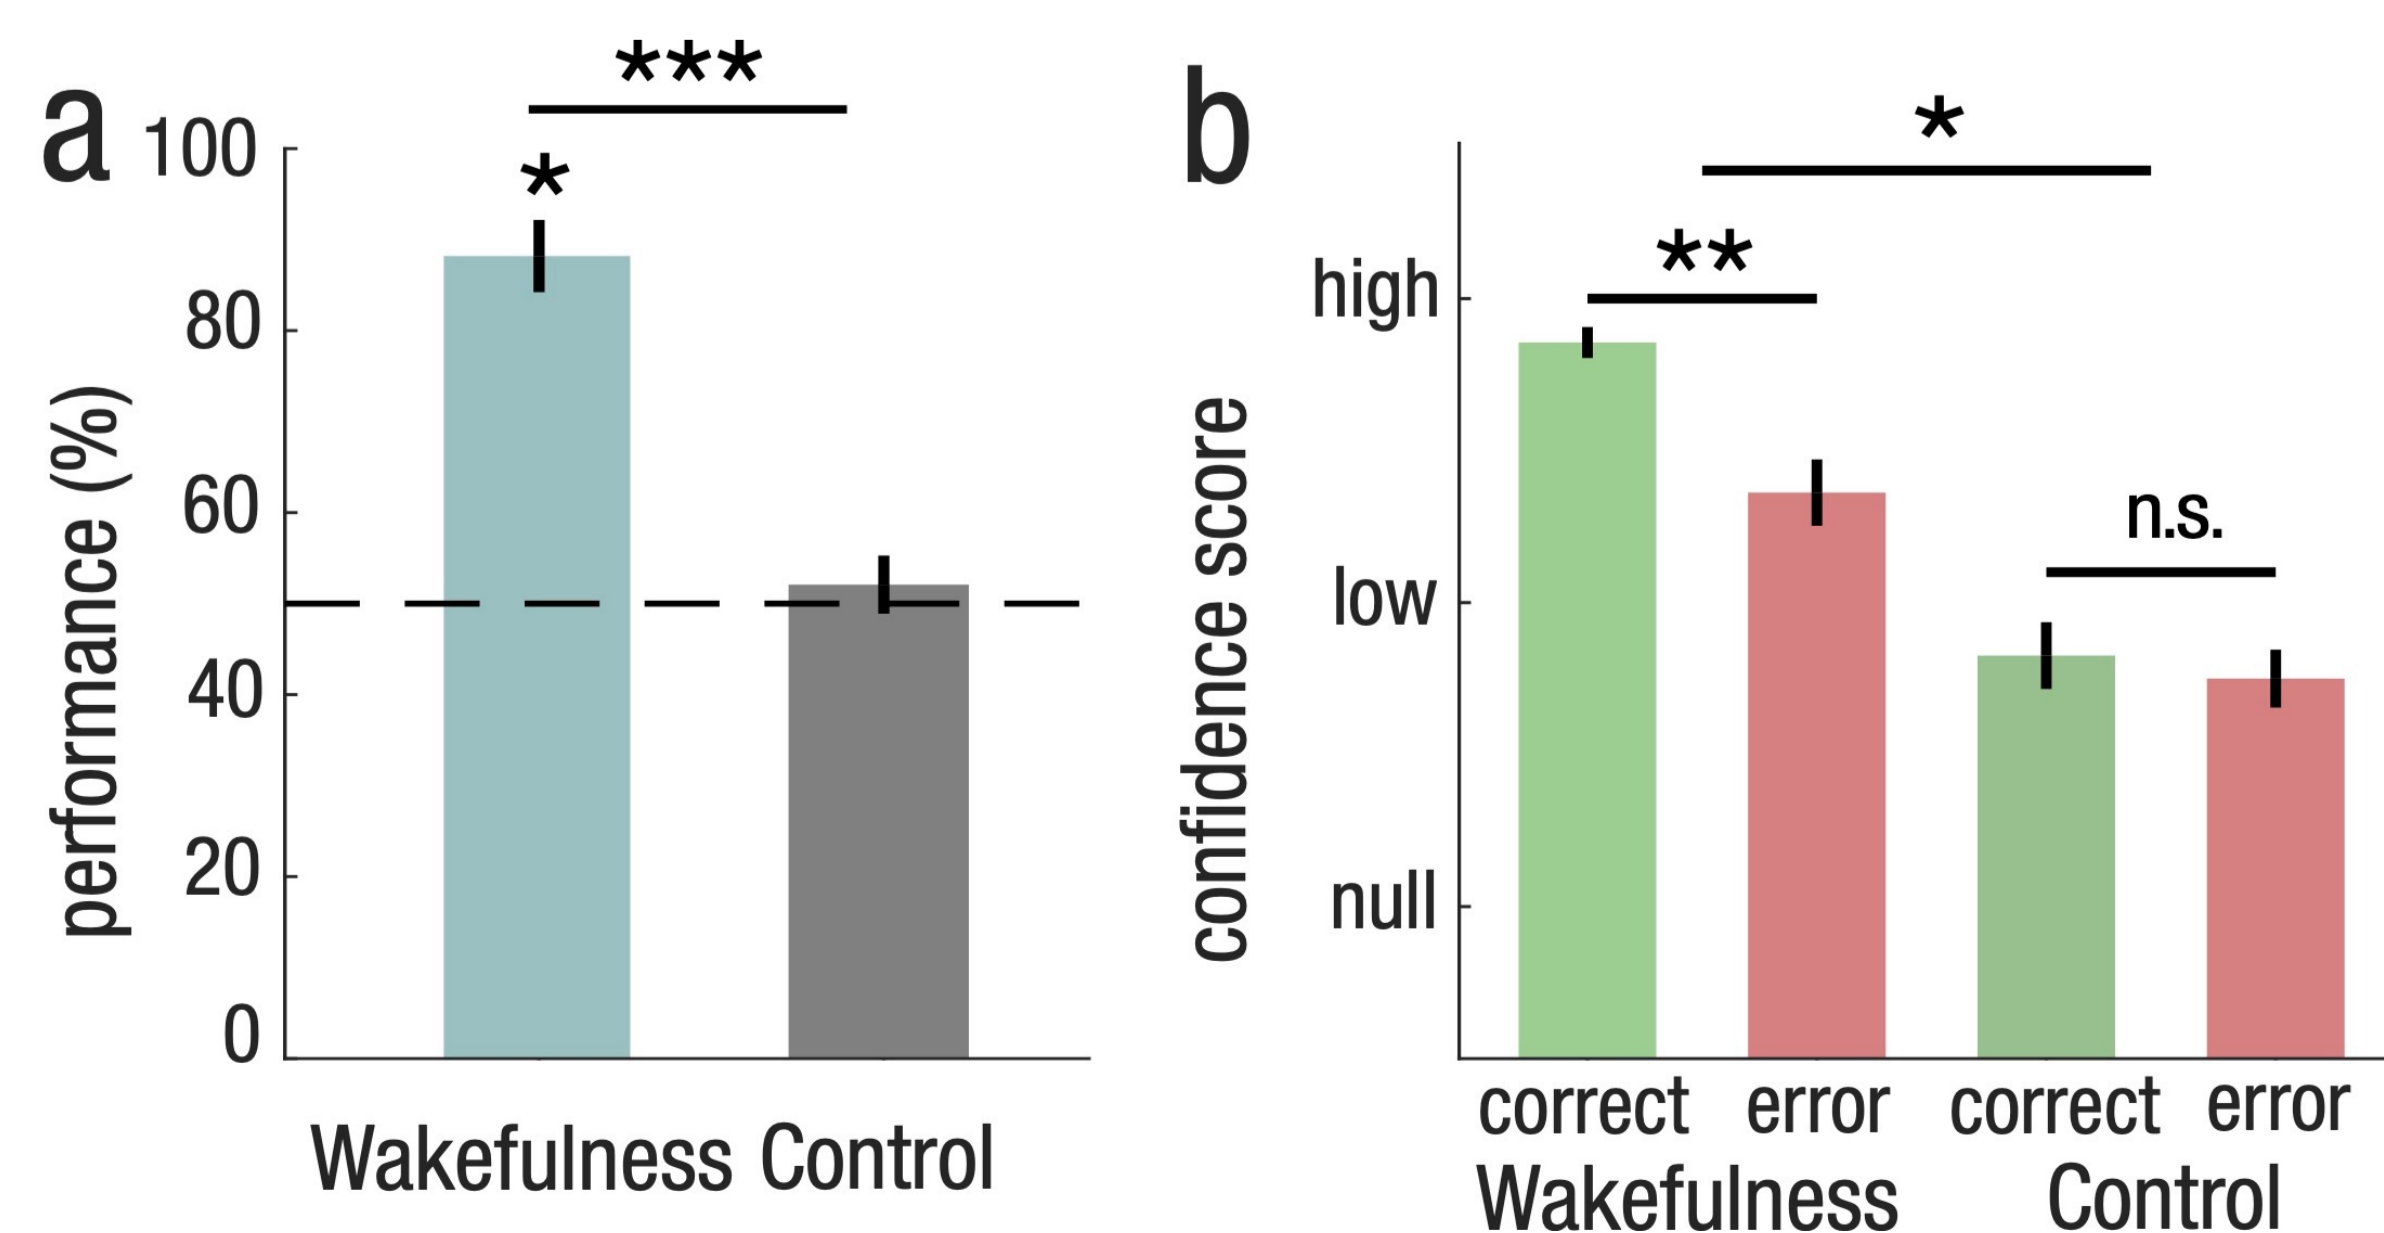 a
***
*
100
80
60
40
20
0
performance (%)
Wakefulness Control
b
*
**
n.s.
high
low
null
confidence score
correct error correct error
Wakefulness Control